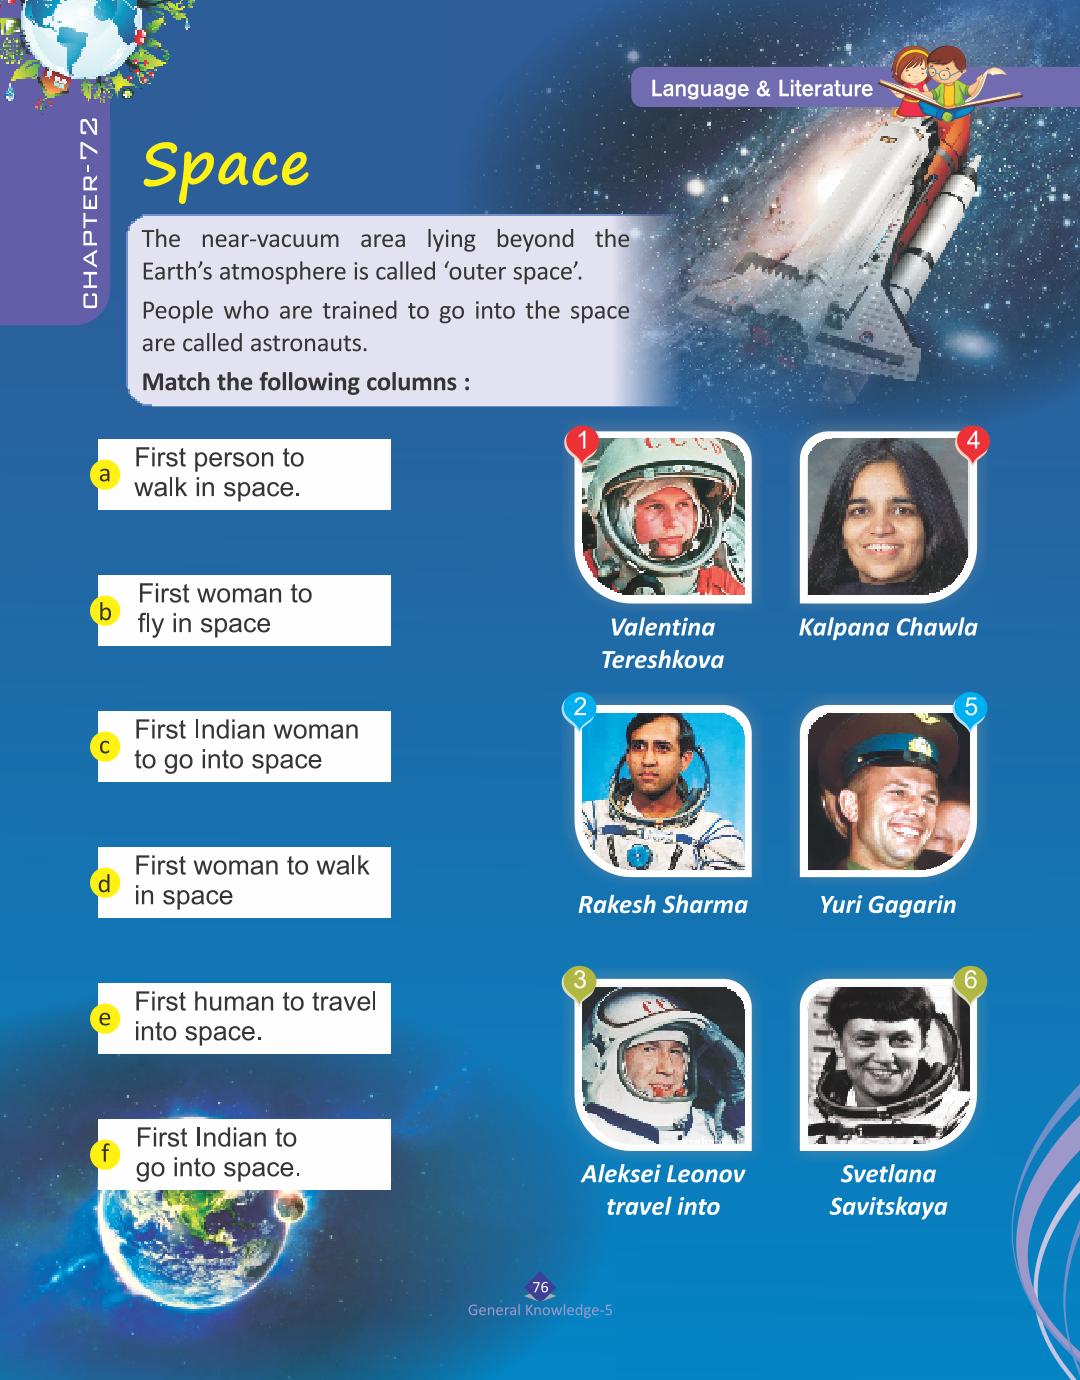 Language & Literature
CHAPTER-72
Space
The near-vacuum area lying beyond the
Earth's atmosphere is called 'outer space'.
People who are trained to go into the space
are called astronauts.
Match the following columns :
a
First person to
walk in space.
b
First woman to
fly in space
c
First Indian woman
to go into space
d
First woman to walk
in space
e
First human to travel
into space.
f
First Indian to
go into space.
1
Valentina
Tereshkova
4
Kalpana Chawla
2
Rakesh Sharma
5
Yuri Gagarin
3
Aleksei Leonov
travel into
6
Svetlana
Savitskaya
76
General Knowledge-5